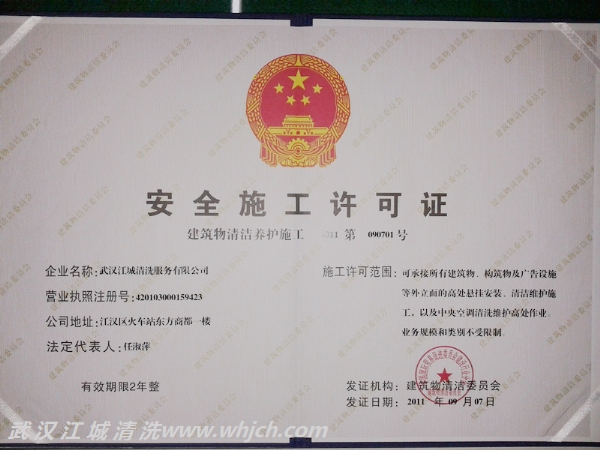 安全施工许可证
建筑物清洁养护施工 2011 第 090701 号
企业名称：武汉江城清洗服务有限公司
营业执照注册号：420103000159423
公司地址：江汉区火车站东方商都一楼
法定代表人：任淑萍
有效期限2年整
施工许可范围：可承接所有建筑物、构筑物及广告设施
等外立面的高处悬挂安装、清洁维护施
工，以及中央空调清洗维护高处作业。
业务规模和类别不受限制。
发证机构：建筑物清洁委员会
发证日期：2011 年 09 月 07 日
武汉江城清洗www.whjch.com